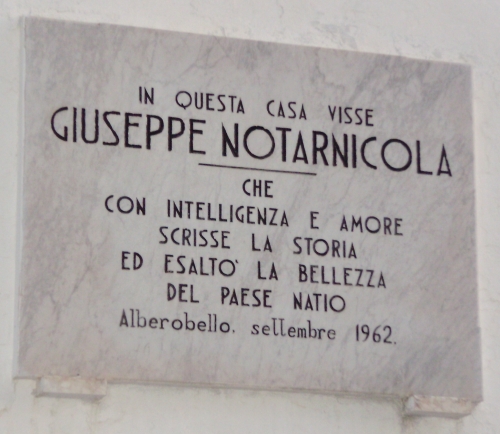 IN QUESTA CASA VISSE
GIUSEPPE NOTARNICOLA
CHE
CON INTELLIGENZA E AMORE
SCRISSE LA STORIA
ED ESALTO' LA BELLEZZA
DEL PAESE NATIO
Alberobello, settembre 1962.